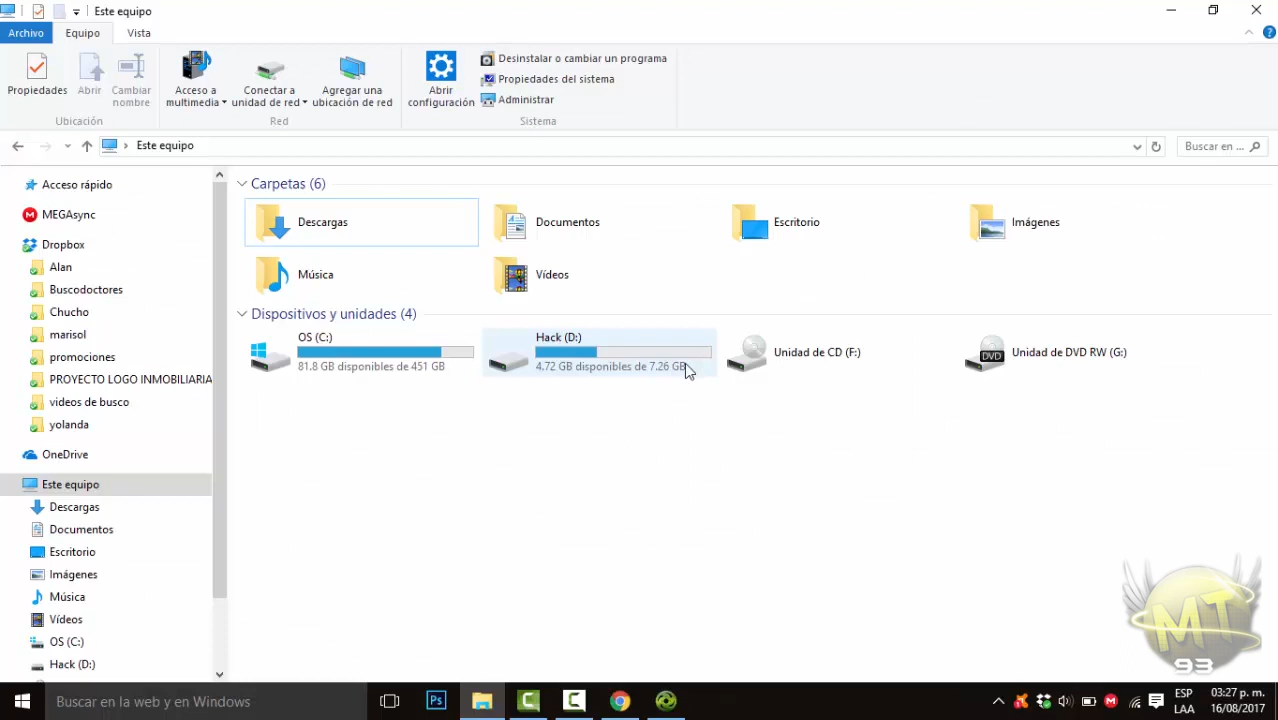 Este equipo
Archivo
Equipo
Vista
Propiedades
Abrir
Cambiar
nombre
Ubicación
Acceso a
multimedia
Conectar a
unidad de red
Agregar una
ubicación de red
Red
Abrir
configuración
Desinstalar o cambiar un programa
Propiedades del sistema
Administrar
Sistema
Este equipo
Buscar en ...
Acceso rápido
MEGAsync
Dropbox
Alan
Buscodoctores
Chucho
marisol
promociones
PROYECTO LOGO INMOBILIARIA
videos de busco
yolanda
OneDrive
Este equipo
Descargas
Documentos
Escritorio
Imágenes
Música
Vídeos
OS (C:)
Hack (D:)
Carpetas (6)
Descargas
Documentos
Escritorio
Imágenes
Música
Vídeos
Dispositivos y unidades (4)
OS (C:)
81.8 GB disponibles de 451 GB
Hack (D:)
4.72 GB disponibles de 7.26 GB
Unidad de CD (F:)
DVD
Unidad de DVD RW (G:)
MT
93
Buscar en la web y en Windows
Ps
ESP
LAA
03:27 p. m.
16/08/2017